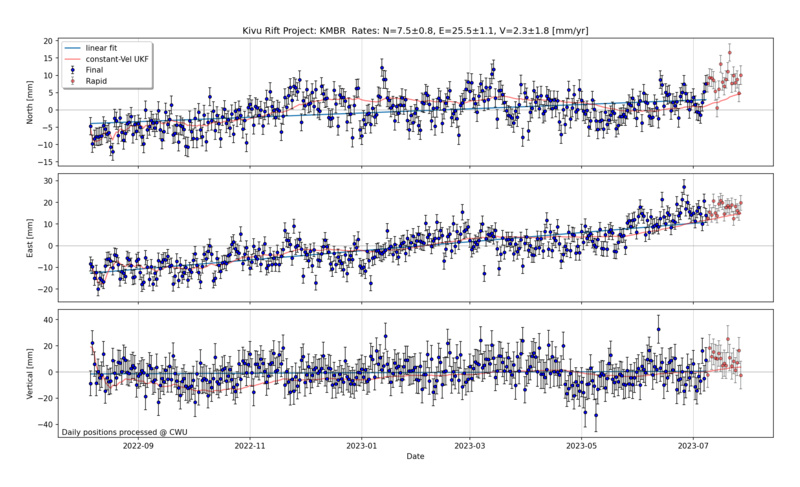 Kivu Rift Project: KMBR Rates: N=7.5±0.8, E=25.5±1.1, V=2.3±1.8 [mm/yr]
linear fit
constant-Vel UKF
Final
Rapid
North [mm]
20
15
10
5
0
−5
−10
−15
East [mm]
30
20
10
0
−10
−20
Vertical [mm]
40
20
0
−20
−40
Daily positions processed @ CWU
2022-09
2022-11
2023-01
2023-03
2023-05
2023-07
Date